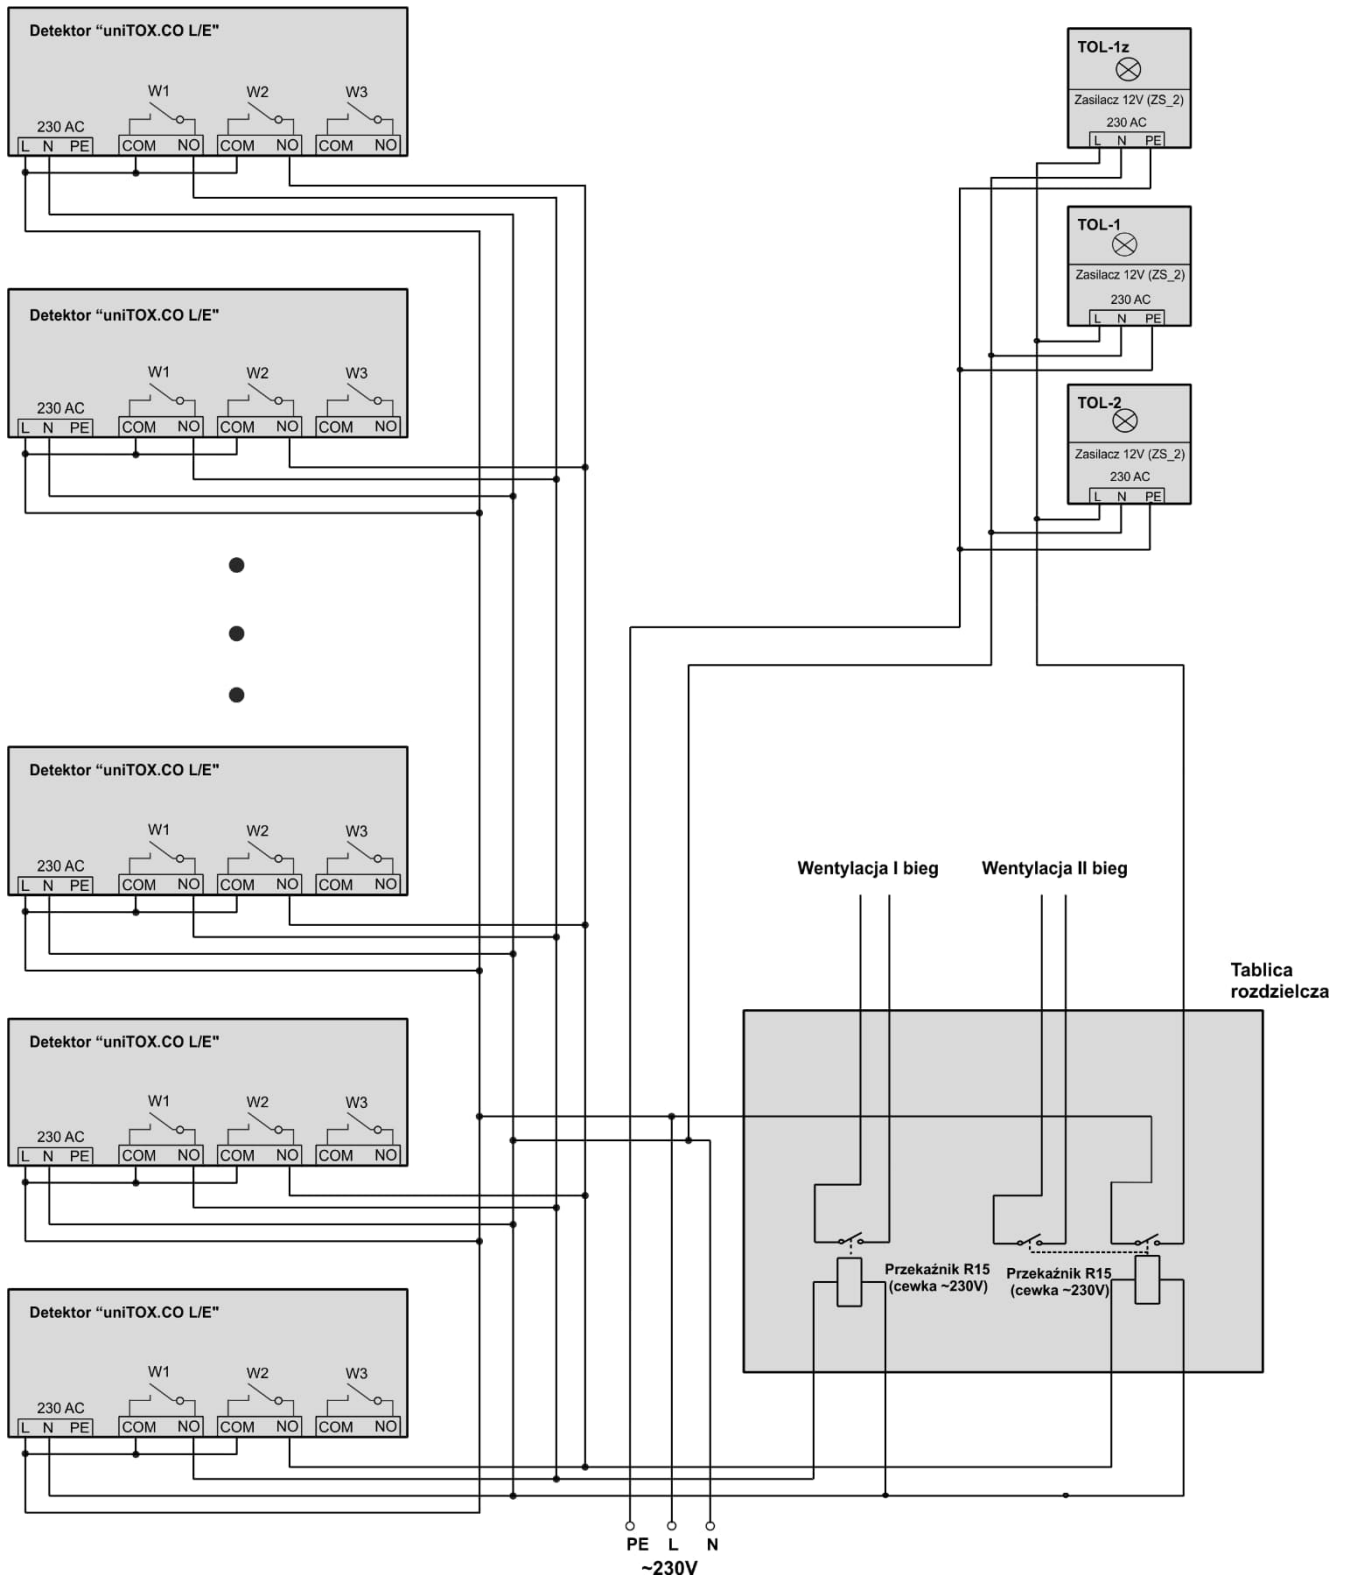 Detektor “uniTOX.CO L/E"
W1 W2 W3
230 AC
L N PE COM NO COM NO COM NO
Detektor “uniTOX.CO L/E"
W1 W2 W3
230 AC
L N PE COM NO COM NO COM NO
Detektor “uniTOX.CO L/E"
W1 W2 W3
230 AC
L N PE COM NO COM NO COM NO
Detektor “uniTOX.CO L/E"
W1 W2 W3
230 AC
L N PE COM NO COM NO COM NO
Detektor “uniTOX.CO L/E"
W1 W2 W3
230 AC
L N PE COM NO COM NO COM NO
TOL-1z
Zasilacz 12V (ZS_2)
230 AC
L N PE
TOL-1
Zasilacz 12V (ZS_2)
230 AC
L N PE
TOL-2
Zasilacz 12V (ZS_2)
230 AC
L N PE
Wentylacja I bieg
Wentylacja II bieg
Tablica
rozdzielcza
Przekaźnik R15
(cewka ~230V)
Przekaźnik R15
(cewka ~230V)
PE L N
~230V